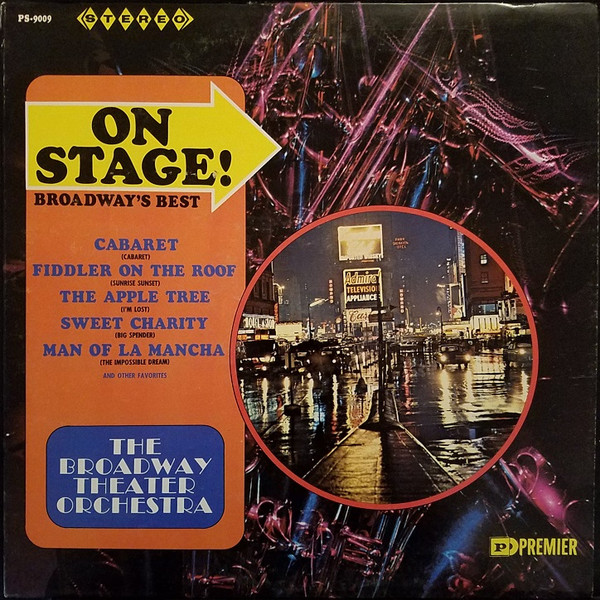 PS-9009
STEREO
ON
STAGE!
BROADWAY'S BEST
CABARET
(CABARET)
FIDDLER ON THE ROOF
(SUNRISE SUNSET)
THE APPLE TREE
(I'M LOST)
SWEET CHARITY
(BIG SPENDER)
MAN OF LA MANCHA
(THE IMPOSSIBLE DREAM)
AND OTHER FAVORITES
THE
BROADWAY
THEATER
ORCHESTRA
Admiral
TELEVISION
APPLIANCE
PREMIER